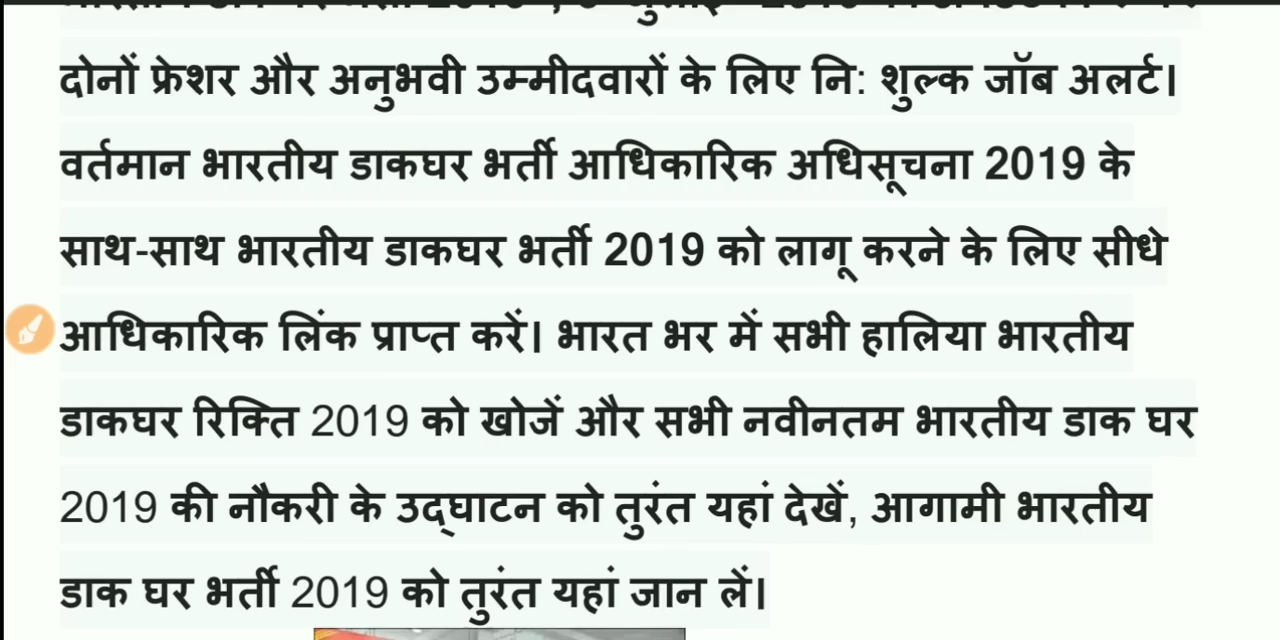 दोनों फ्रेशर और अनुभवी उम्मीदवारों के लिए नि: शुल्क जॉब अलर्ट।
वर्तमान भारतीय डाकघर भर्ती आधिकारिक अधिसूचना 2019 के
साथ-साथ भारतीय डाकघर भर्ती 2019 को लागू करने के लिए सीधे
आधिकारिक लिंक प्राप्त करें। भारत भर में सभी हालिया भारतीय
डाकघर रिक्ति 2019 को खोजें और सभी नवीनतम भारतीय डाक घर
2019 की नौकरी के उद्घाटन को तुरंत यहां देखें, आगामी भारतीय
डाक घर भर्ती 2019 को तुरंत यहां जान लें।